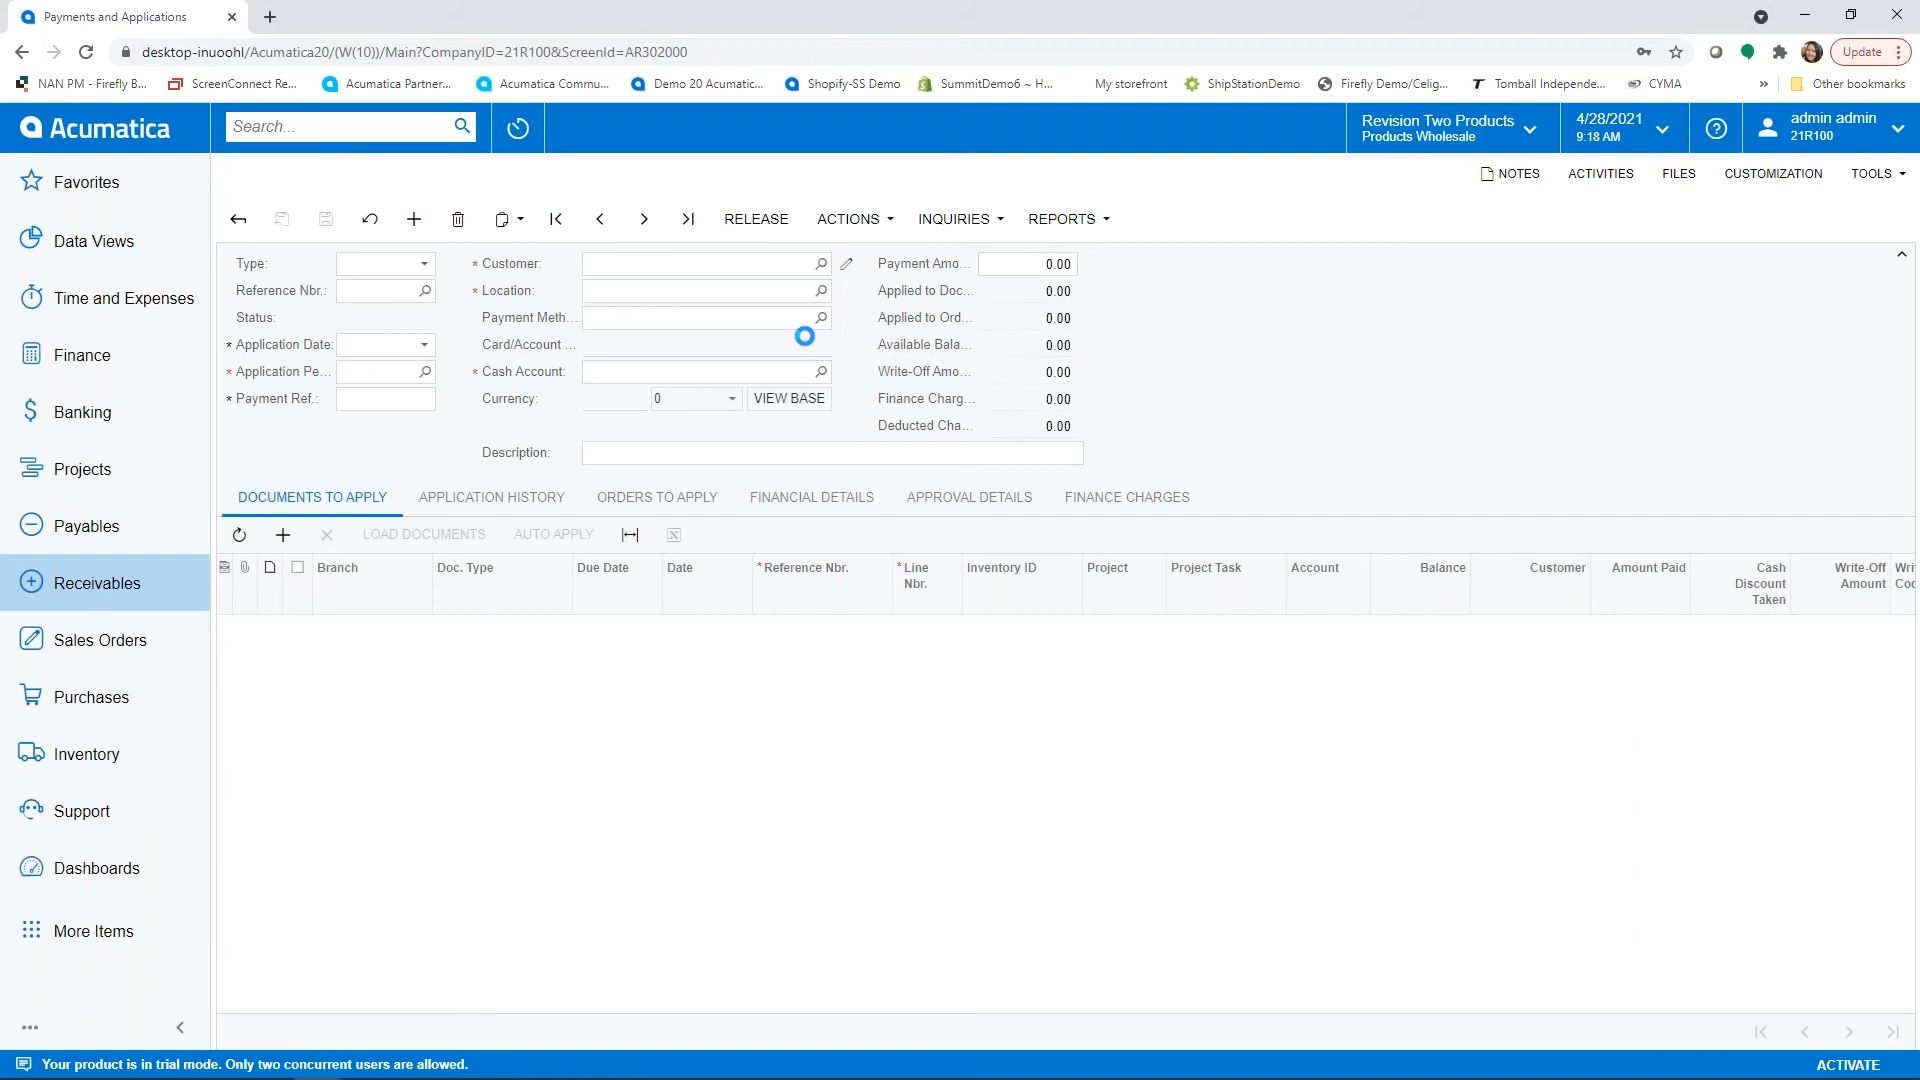 Payments and Applications
desktop-inuoohl/Acumatica20/(W(10))/Main?CompanyID=21R100&ScreenId=AR302000
Update
NAN PM - Firefly B...
ScreenConnect Re...
Acumatica Partner...
Acumatica Commu...
Demo 20 Acumatic...
Shopify-SS Demo
SummitDemo6 ~ H...
My storefront
ShipStationDemo
Firefly Demo/Celig...
Tomball Independe...
CYMA
»
Other bookmarks
Acumatica
Search...
Revision Two Products
Products Wholesale
4/28/2021
9:18 AM
admin admin
21R100
NOTES
ACTIVITIES
FILES
CUSTOMIZATION
TOOLS
Favorites
Data Views
Time and Expenses
Finance
Banking
Projects
Payables
Receivables
Sales Orders
Purchases
Inventory
Support
Dashboards
More Items
RELEASE
ACTIONS
INQUIRIES
REPORTS
Type:
Reference Nbr.:
Status:
* Application Date:
* Application Pe...
* Payment Ref.:
* Customer:
* Location:
Payment Meth...
Card/Account ...
* Cash Account:
Currency:
0
VIEW BASE
Description:
Payment Amo... 0.00
Applied to Doc... 0.00
Applied to Ord... 0.00
Available Bala... 0.00
Write-Off Amo... 0.00
Finance Charg... 0.00
Deducted Cha... 0.00
DOCUMENTS TO APPLY
APPLICATION HISTORY
ORDERS TO APPLY
FINANCIAL DETAILS
APPROVAL DETAILS
FINANCE CHARGES
LOAD DOCUMENTS
AUTO APPLY
Branch
Doc. Type
Due Date
Date
* Reference Nbr.
* Line
Nbr.
Inventory ID
Project
Project Task
Account
Balance
Customer
Amount Paid
Cash
Discount
Taken
Write-Off
Amount
Wri
Coc
Your product is in trial mode. Only two concurrent users are allowed.
ACTIVATE